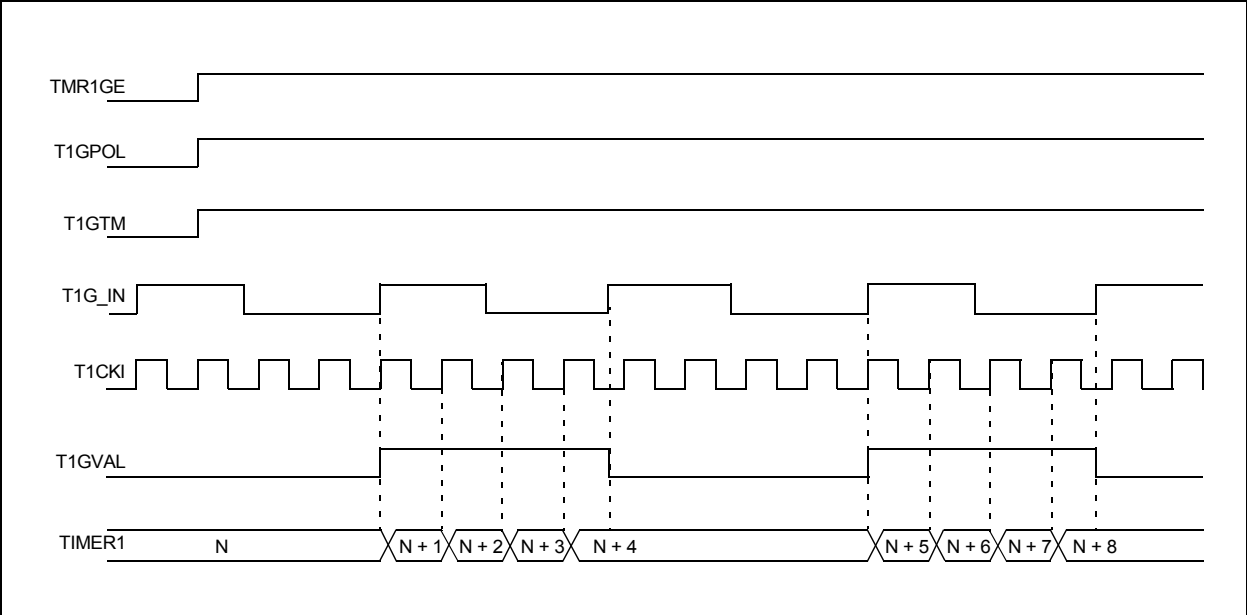 TMR1GE
T1GPOL
T1GTM
T1G_IN
T1CKI
T1GVAL
TIMER1 N N + 1 N + 2 N + 3 N + 4 N + 5 N + 6 N + 7 N + 8